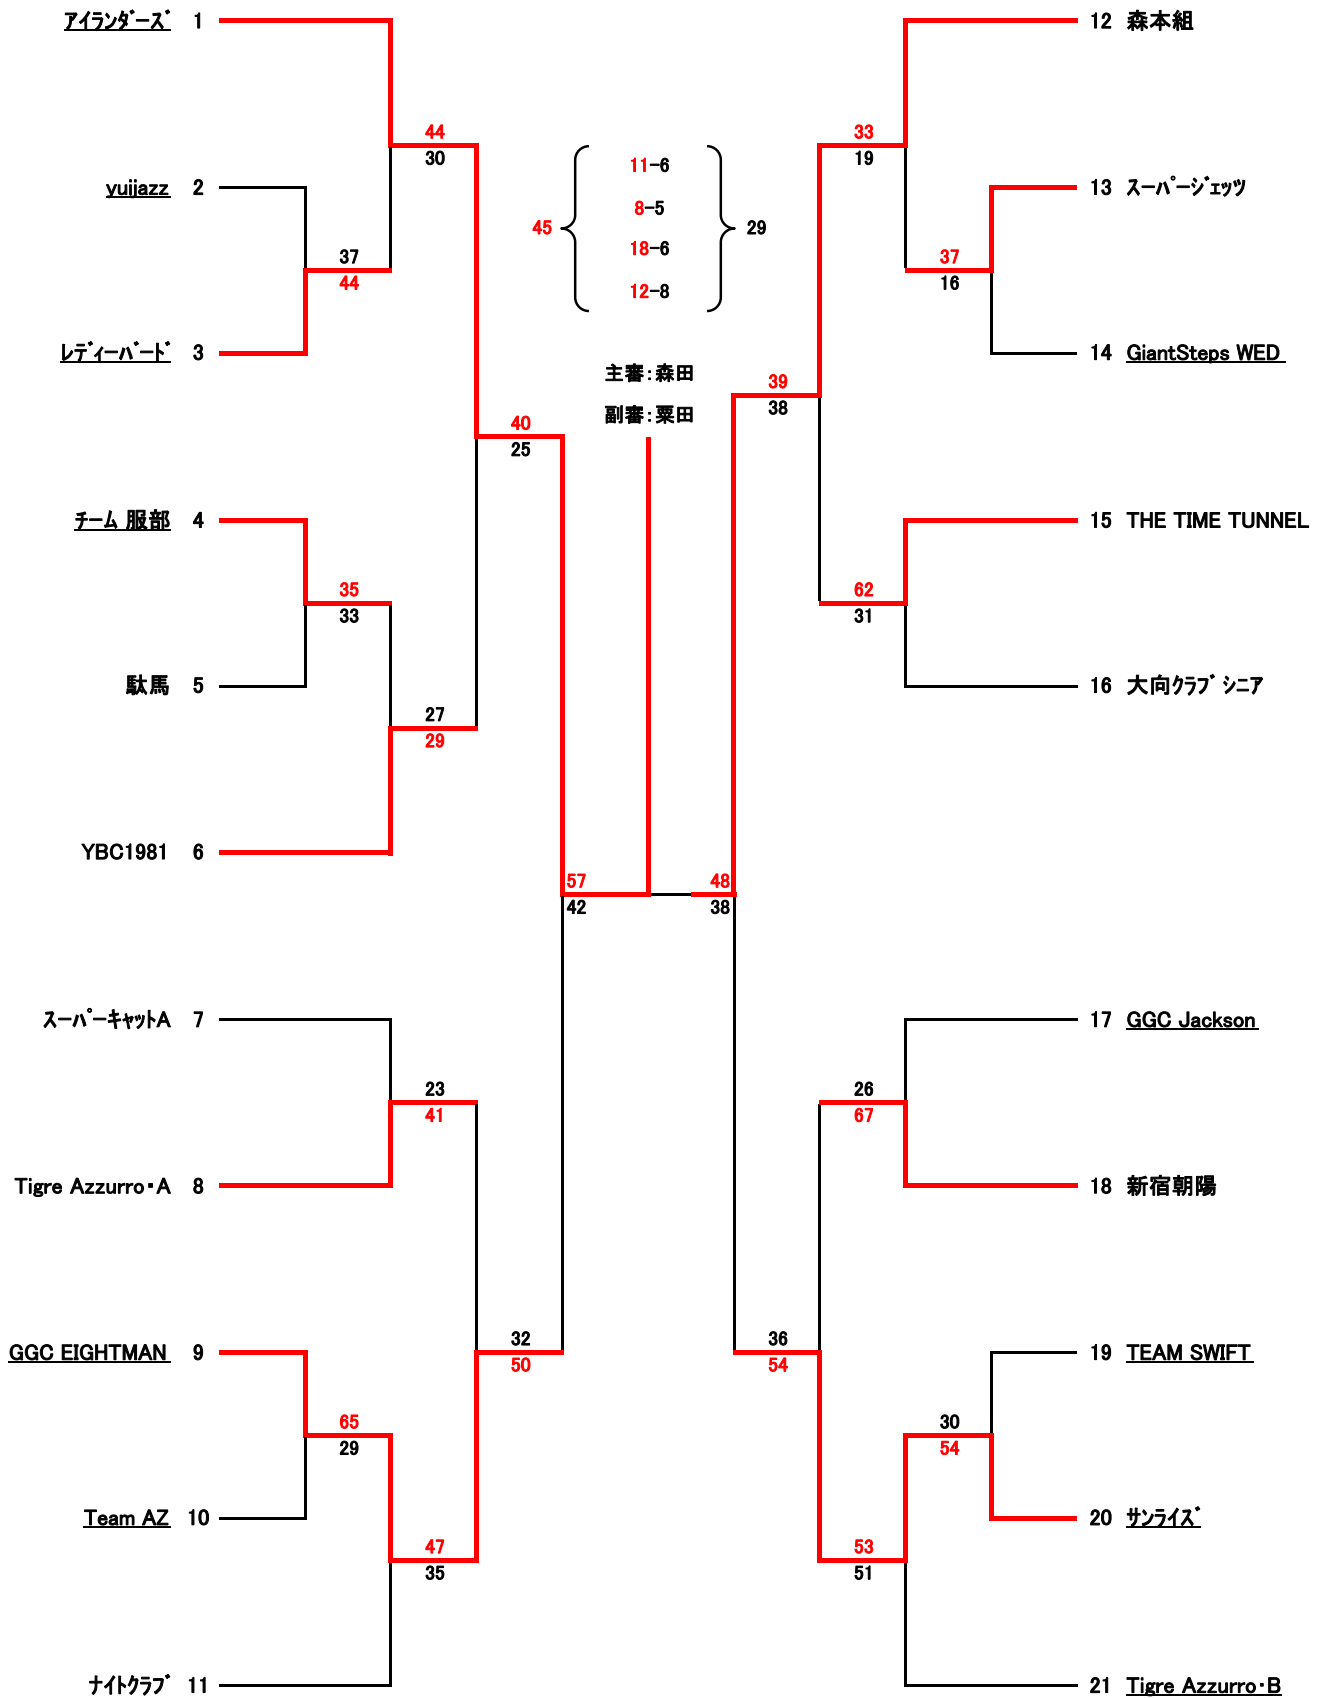 アイランダーズ 1
12 森本組
44
30
33
19
11-6
yuijazz 2
13 スーパージェッツ
8-5
45
29
18-6
37
44
37
16
12-8
レディーバード 3
14 GiantSteps WED
主審：森田
39
38
副審：粟田
40
25
チーム 服部 4
15 THE TIME TUNNEL
35
33
62
31
駄馬 5
16 大向クラブ シニア
27
29
YBC1981 6
57
42
48
38
スーパーキャットA 7
17 GGC Jackson
23
41
26
67
Tigre Azzurro・A 8
18 新宿朝陽
32
50
36
54
GGC EIGHTMAN 9
19 TEAM SWIFT
65
29
30
54
Team AZ 10
20 サンライズ
47
35
53
51
ナイトクラブ 11
21 Tigre Azzurro・B